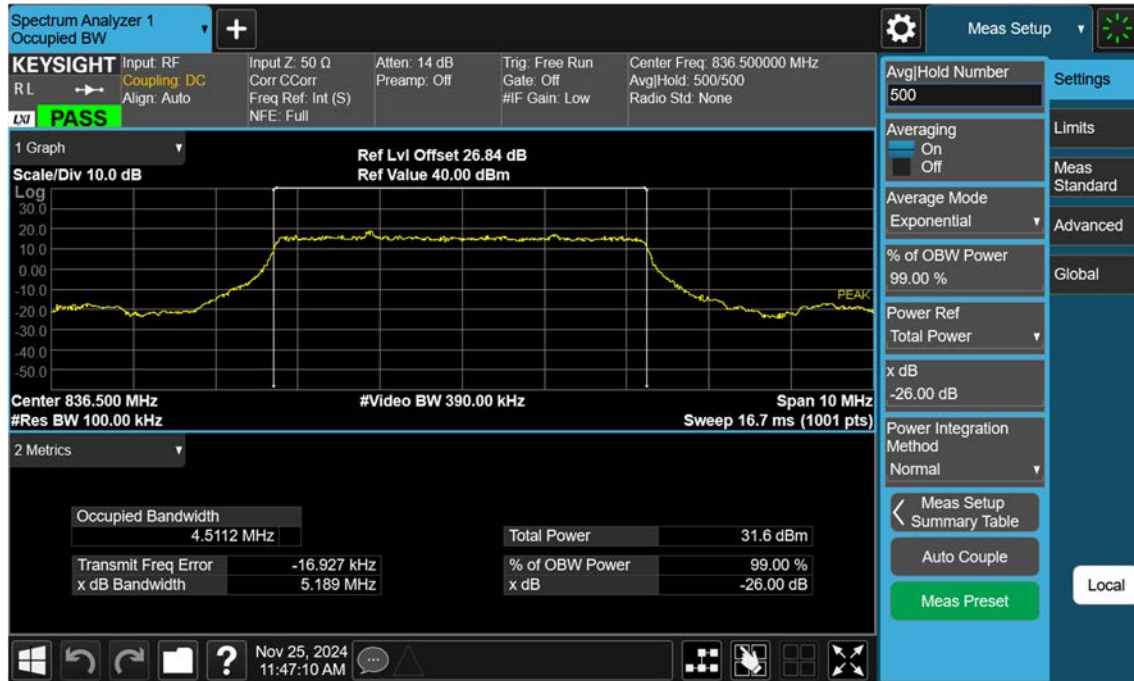 Spectrum Analyzer 1
Occupied BW
+
Meas Setup
KEYSIGHT
RL
LXI PASS
Input: RF
Coupling: DC
Align: Auto
Input Z: 50 Ω
Corr CCorr
Freq Ref: Int (S)
NFE: Full
Atten: 14 dB
Preamp: Off
Trig: Free Run
Gate: Off
#IF Gain: Low
Center Freq: 836.500000 MHz
Avg|Hold: 500/500
Radio Std: None
1 Graph
Scale/Div 10.0 dB
Ref Lvl Offset 26.84 dB
Ref Value 40.00 dBm
Log
30.0
20.0
10.0
0.00
-10.0
-20.0
-30.0
-40.0
-50.0
PEAK
Center 836.500 MHz
#Video BW 390.00 kHz
Span 10 MHz
#Res BW 100.00 kHz
Sweep 16.7 ms (1001 pts)
2 Metrics
Occupied Bandwidth
4.5112 MHz
Total Power 31.6 dBm
Transmit Freq Error -16.927 kHz
% of OBW Power 99.00 %
x dB Bandwidth 5.189 MHz
x dB -26.00 dB
Avg|Hold Number
500
Averaging
On
Off
Average Mode
Exponential
% of OBW Power
99.00 %
Power Ref
Total Power
x dB
-26.00 dB
Power Integration
Method
Normal
Meas Setup
Summary Table
Auto Couple
Meas Preset
Settings
Limits
Meas
Standard
Advanced
Global
Local
?
Nov 25, 2024
11:47:10 AM